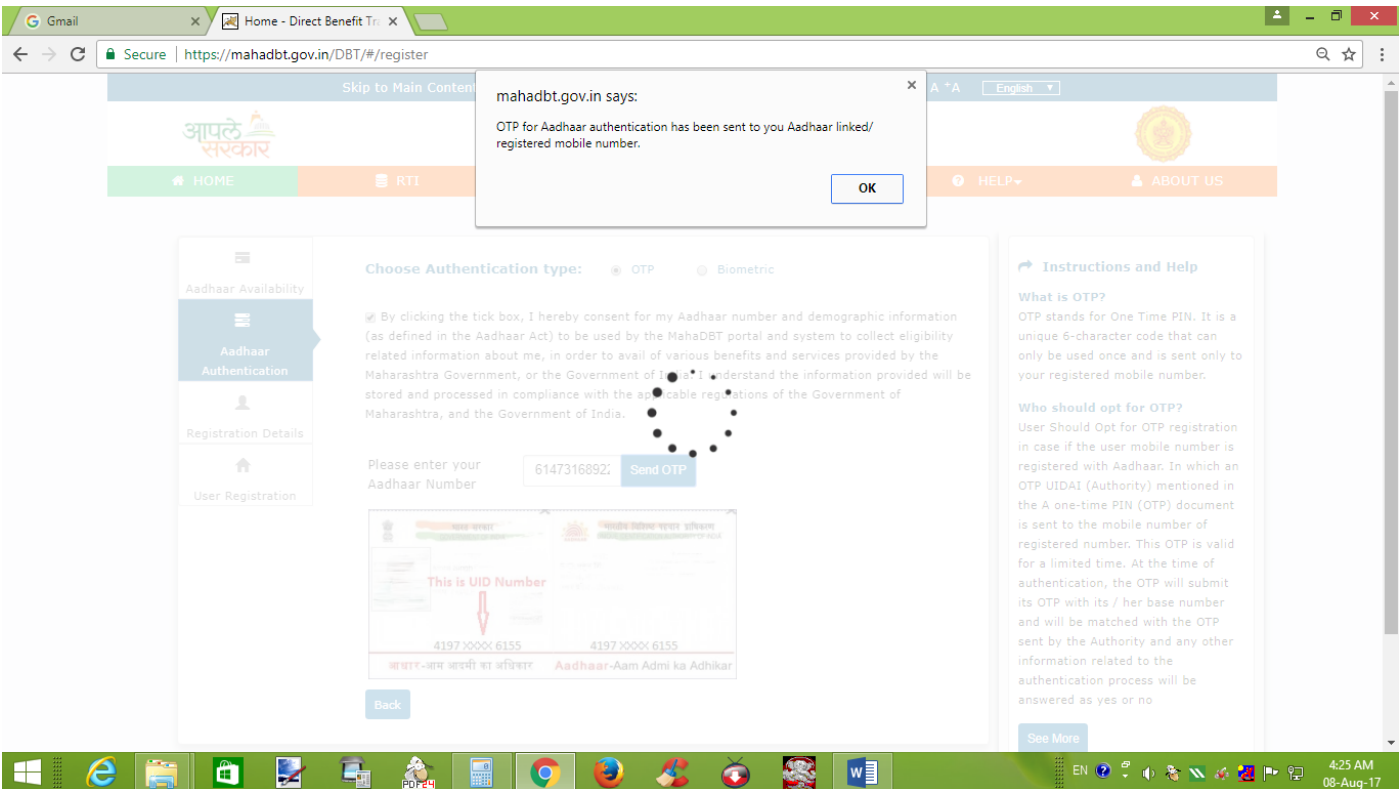 Gmail
Home - Direct Benefit Tra
Secure
https://mahadbt.gov.in/DBT/#/register
Skip to Main Conten
A +A
English
mahadbt.gov.in says:
OTP for Aadhaar authentication has been sent to you Aadhaar linked/
registered mobile number.
OK
आपले
सरकार
HOME
RTI
HELP
ABOUT US
Aadhaar Availability
Aadhaar
Authentication
Registration Details
User Registration
Choose Authentication type:
OTP
Biometric
By clicking the tick box, I hereby consent for my Aadhaar number and demographic information
(as defined in the Aadhaar Act) to be used by the MahaDBT portal and system to collect eligibility
related information about me, in order to avail of various benefits and services provided by the
Maharashtra Government, or the Government of India. I understand the information provided will be
stored and processed in compliance with the applicable regulations of the Government of
Maharashtra, and the Government of India.
Please enter your
Aadhaar Number
61473168922
Send OTP
भारत सरकार
This is UID Number
4197 XXXX 6155
4197 XXXX 6155
आधार-आम आदमी का अधिकार
Aadhaar-Aam Admi ka Adhikar
Back
Instructions and Help
What is OTP?
OTP stands for One Time PIN. It is a
unique 6-character code that can
only be used once and is sent only to
your registered mobile number.
Who should opt for OTP?
User Should Opt for OTP registration
in case if the user mobile number is
registered with Aadhaar. In which an
OTP UIDAI (Authority) mentioned in
the A one-time PIN (OTP) document
is sent to the mobile number of
registered number. This OTP is valid
for a limited time. At the time of
authentication, the OTP will submit
its OTP with its / her base number
and will be matched with the OTP
sent by the Authority and any other
information related to the
authentication process will be
answered as yes or no
See More
PDF24
EN
4:25 AM
08-Aug-17